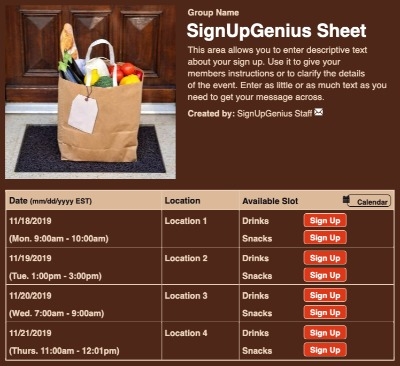 Group Name
SignUpGenius Sheet
This area allows you to enter descriptive text
about your sign up. Use it to give your
members instructions or to clarify the details
of the event. Enter as little or as much text as you
need to get your message across.
Created by: SignUpGenius Staff
Date (mm/dd/yyyy EST) Location Available Slot Calendar
11/18/2019 Location 1 Drinks Sign Up
(Mon. 9:00am - 10:00am) Snacks Sign Up
11/19/2019 Location 2 Drinks Sign Up
(Tue. 1:00pm - 3:00pm) Snacks Sign Up
11/20/2019 Location 3 Drinks Sign Up
(Wed. 7:00am - 9:00am) Snacks Sign Up
11/21/2019 Location 4 Drinks Sign Up
(Thurs. 11:00am - 12:01pm) Snacks Sign Up